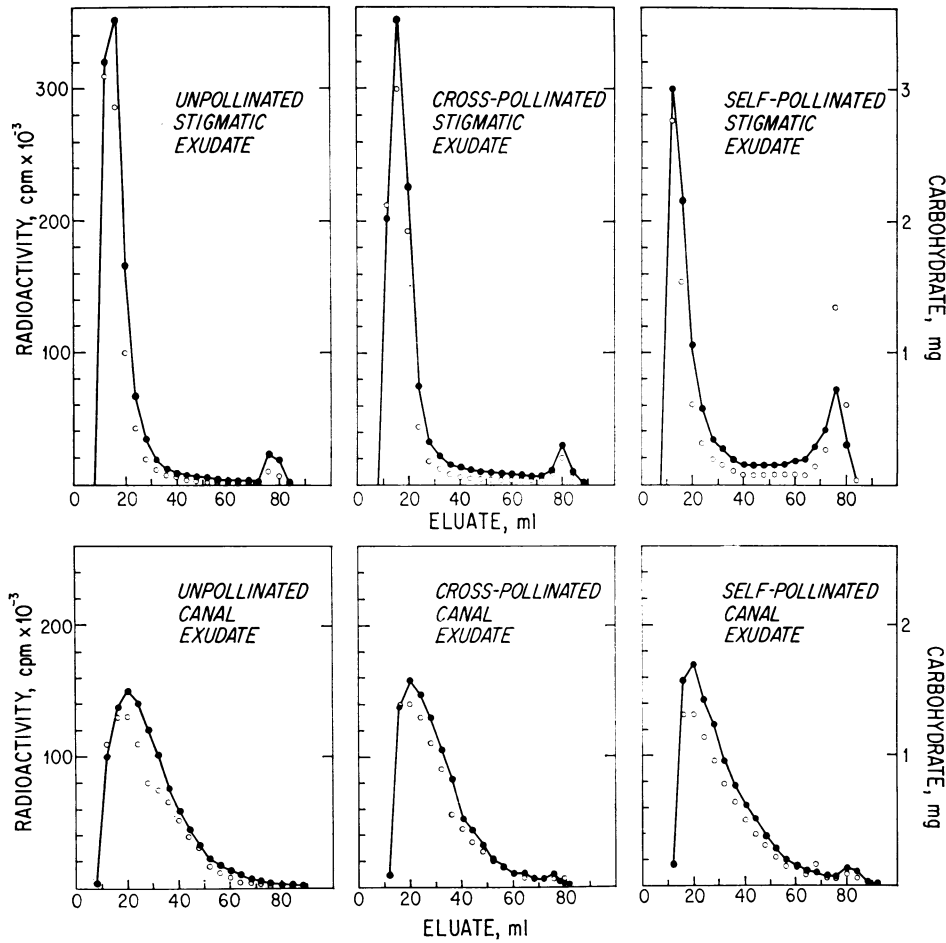 UNPOLLINATED
STIGMATIC
EXUDATE
CROSS-POLLINATED
STIGMATIC
EXUDATE
SELF-POLLINATED
STIGMATIC
EXUDATE
RADIOACTIVITY, cpm x 10⁻³
300
200
100
3
2
1
CARBOHYDRATE, mg
0 20 40 60 80
0 20 40 60 80
0 20 40 60 80
ELUATE, ml
UNPOLLINATED
CANAL
EXUDATE
CROSS-POLLINATED
CANAL
EXUDATE
SELF-POLLINATED
CANAL
EXUDATE
RADIOACTIVITY, cpm x 10⁻³
200
100
2
1
0
CARBOHYDRATE, mg
0 20 40 60 80
0 20 40 60 80
0 20 40 60 80
ELUATE, ml